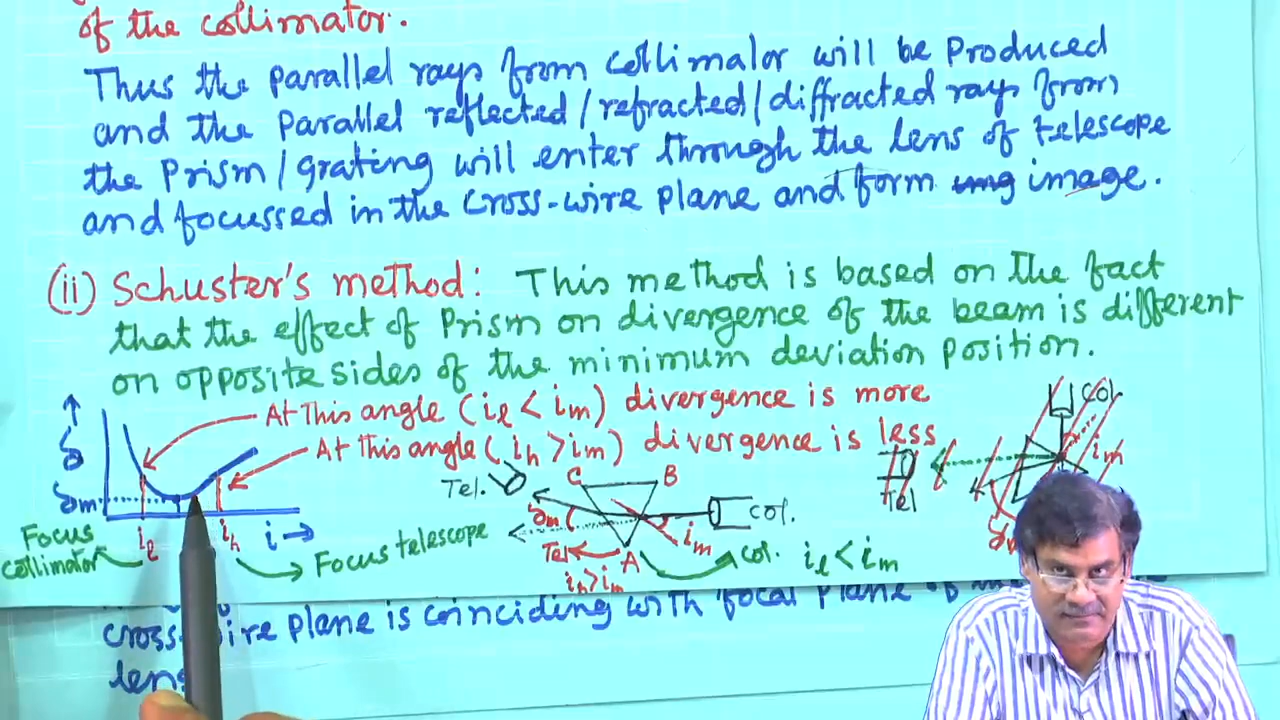 of the collimator.
Thus the parallel rays from collimator will be Produced
and the parallel reflected/refracted/diffracted rays from
the Prism/grating will enter through the lens of telescope
and focussed in the cross-wire plane and form img image.
(ii) Schuster's method: This method is based on the fact
that the effect of Prism on divergence of the beam is different
on opposite sides of the minimum deviation position.
At This angle (il < im) divergence is more
At this angle (ih > im) divergence is less
δ
δm
il
ih
i →
Focus
collimator
Focus telescope
Tel.
C
B
δm
Col.
im
Tel
A
ih > im
col.
il < im
Col.
im
Tel
cross-wire plane is coinciding with focal plane of
lens